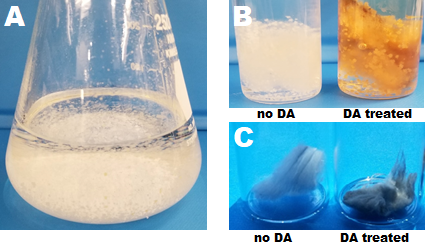 A
B
no DA
DA treated
C
no DA
DA treated